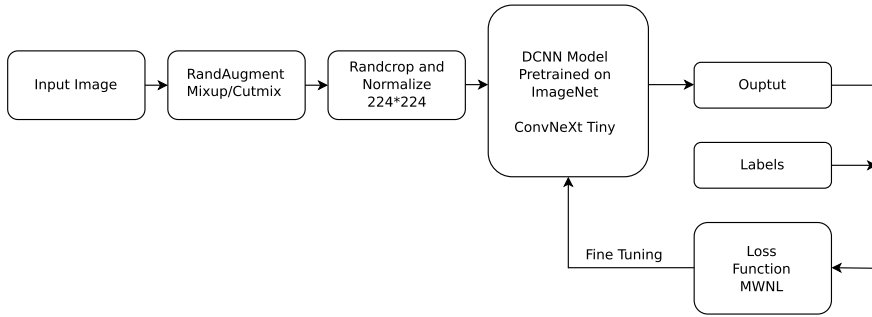 Input Image
RandAugment
Mixup/Cutmix
Randcrop and
Normalize
224*224
DCNN Model
Pretrained on
ImageNet
ConvNeXt Tiny
Ouptut
Labels
Fine Tuning
Loss
Function
MWNL